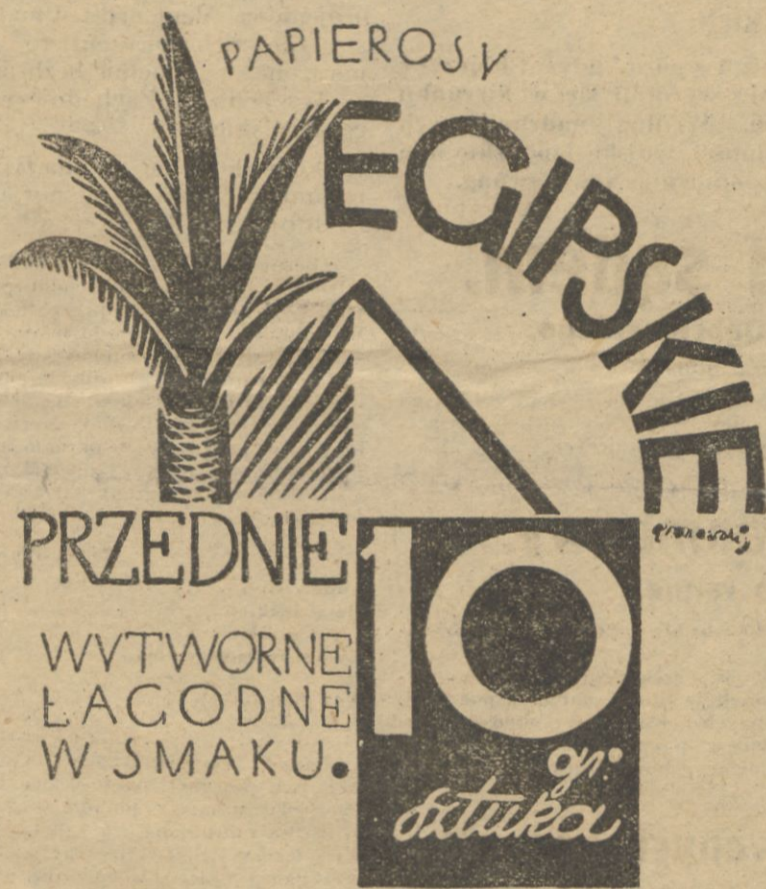 PAPIEROSY
EGIPSKIE
PRZEDNIE
WYTWORNE
ŁAGODNE
W SMAKU.
10
gr.
sztuka